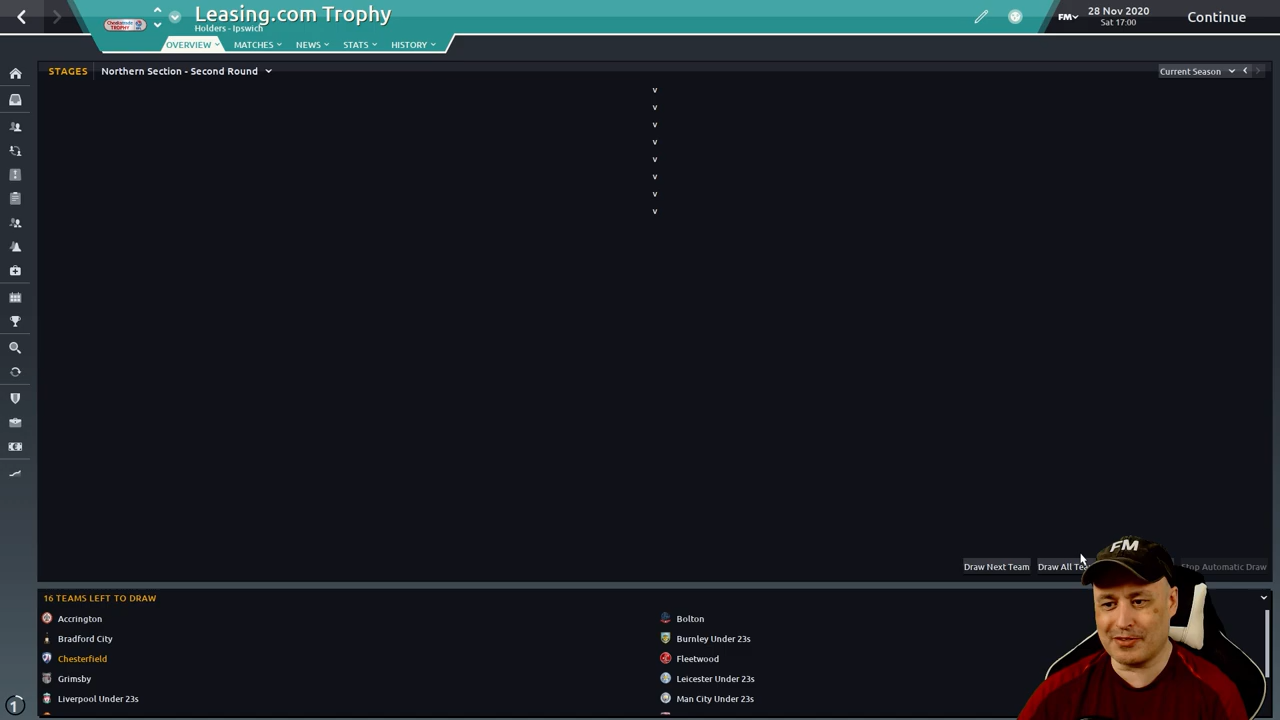 Leasing.com Trophy
Holders - Ipswich
FM
28 Nov 2020
Sat 17:00
Continue
OVERVIEW
MATCHES
NEWS
STATS
HISTORY
STAGES
Northern Section - Second Round
Current Season
v
v
v
v
v
v
v
v
Draw Next Team
Draw All
Stop Automatic Draw
16 TEAMS LEFT TO DRAW
Accrington
Bolton
Bradford City
Burnley Under 23s
Chesterfield
Fleetwood
Grimsby
Leicester Under 23s
Liverpool Under 23s
Man City Under 23s
FM